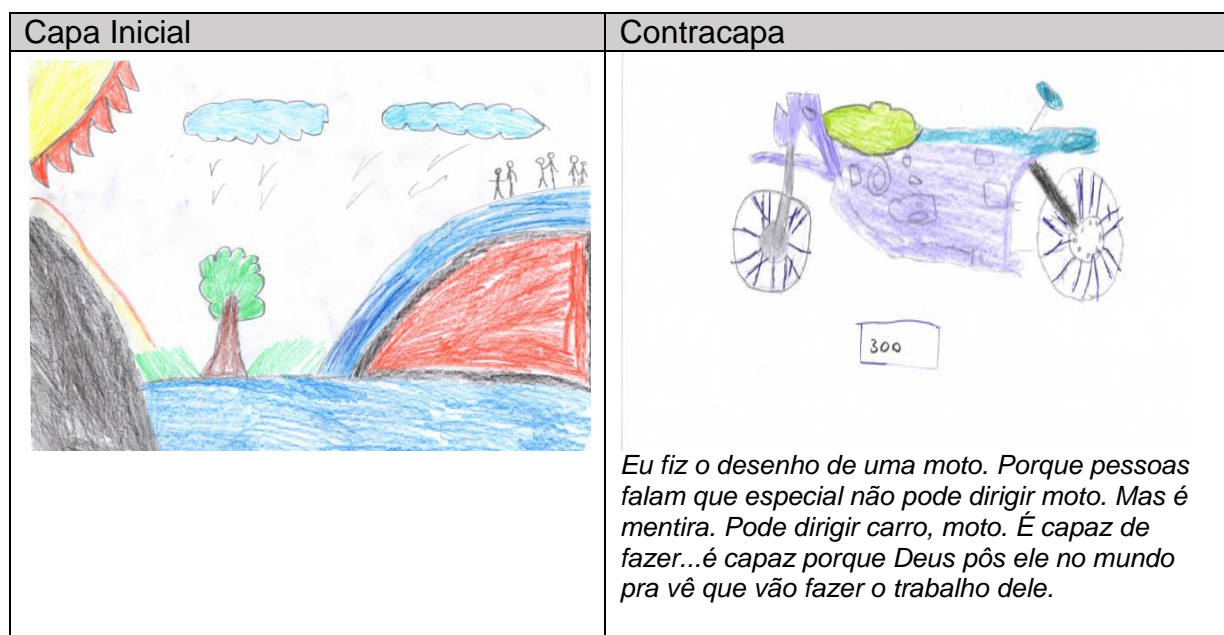 Capa Inicial
Contracapa
300
Eu fiz o desenho de uma moto. Porque pessoas
falam que especial não pode dirigir moto. Mas é
mentira. Pode dirigir carro, moto. É capaz de
fazer...é capaz porque Deus pôs ele no mundo
pra vê que vão fazer o trabalho dele.